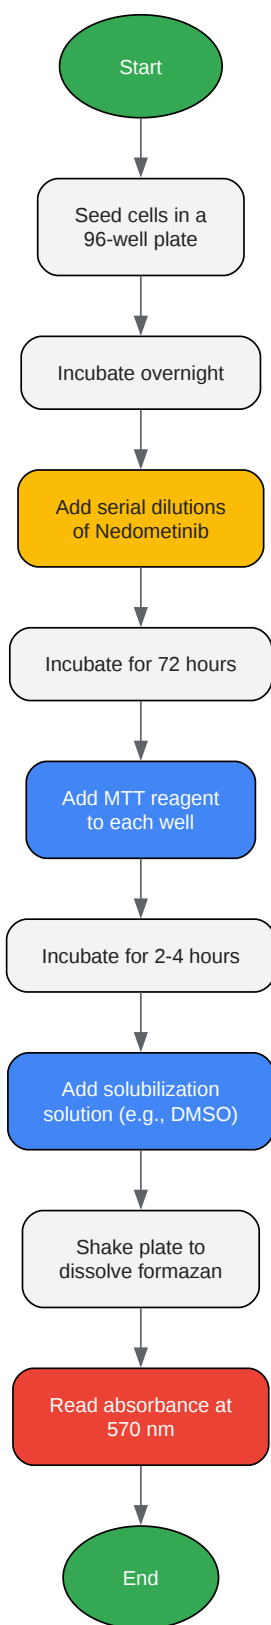 Start
Seed cells in a
96-well plate
Incubate overnight
Add serial dilutions
of Nedometinib
Incubate for 72 hours
Add MTT reagent
to each well
Incubate for 2-4 hours
Add solubilization
solution (e.g., DMSO)
Shake plate to
dissolve formazan
Read absorbance at
570 nm
End